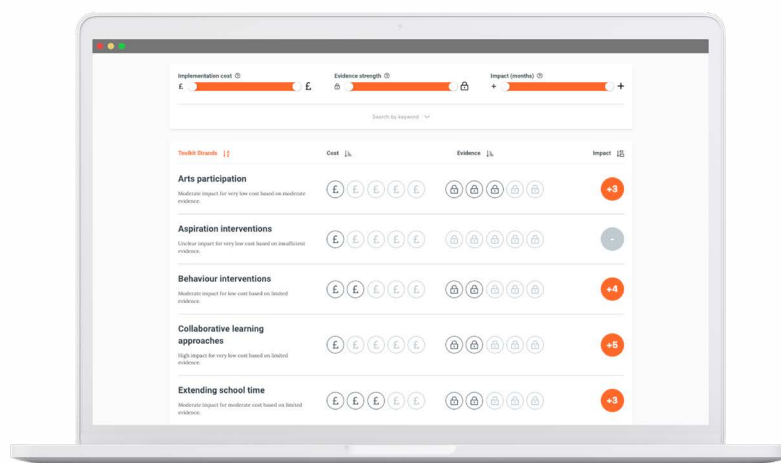 Implementation cost
Evidence strength
Impact (months)
£ £
+ +
Search by keyword
Toolkit Strands Cost Evidence Impact
Arts participation
Moderate impact for very low cost based on moderate
evidence.
£ £ £ £ £
+3
Aspiration interventions
Unclear impact for very low cost based on insufficient
evidence.
£ £ £ £ £
-
Behaviour interventions
Moderate impact for low cost based on limited
evidence.
£ £ £ £ £
+4
Collaborative learning
approaches
High impact for very low cost based on limited
evidence.
£ £ £ £ £
+5
Extending school time
Moderate impact for moderate cost based on limited
evidence.
£ £ £ £ £
+3